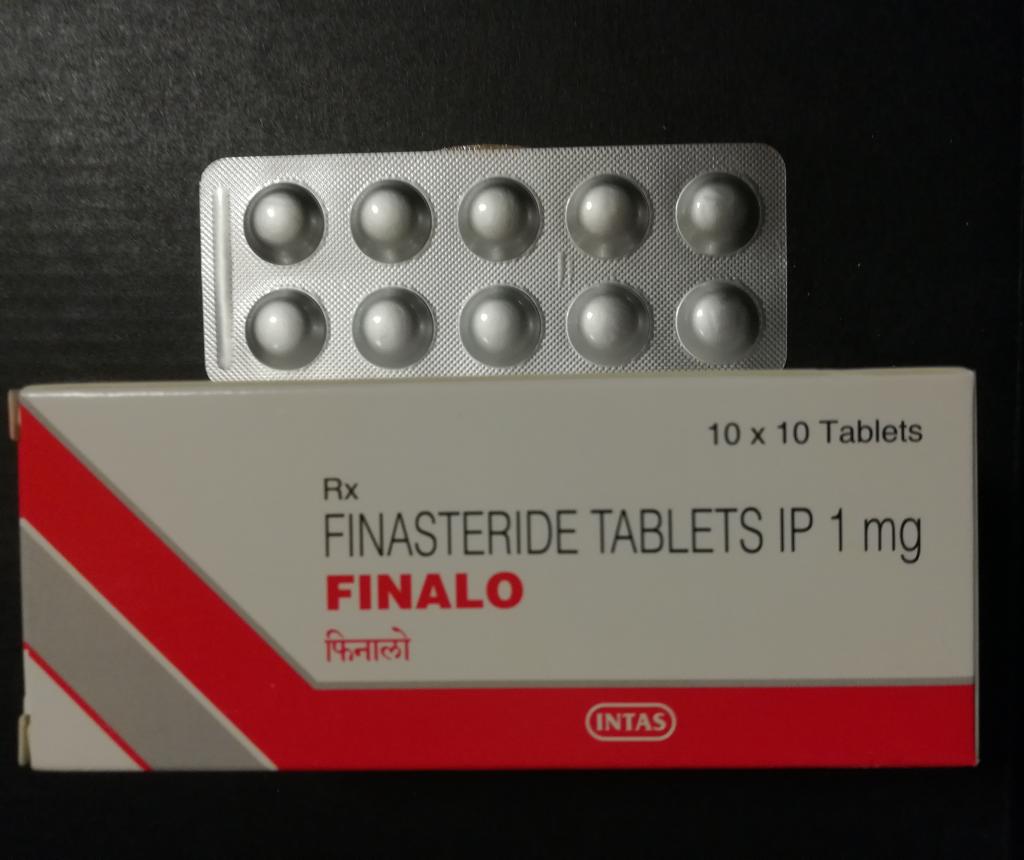 10 x 10 Tablets
Rx
FINASTERIDE TABLETS IP 1 mg
FINALO
फिनालो
INTAS